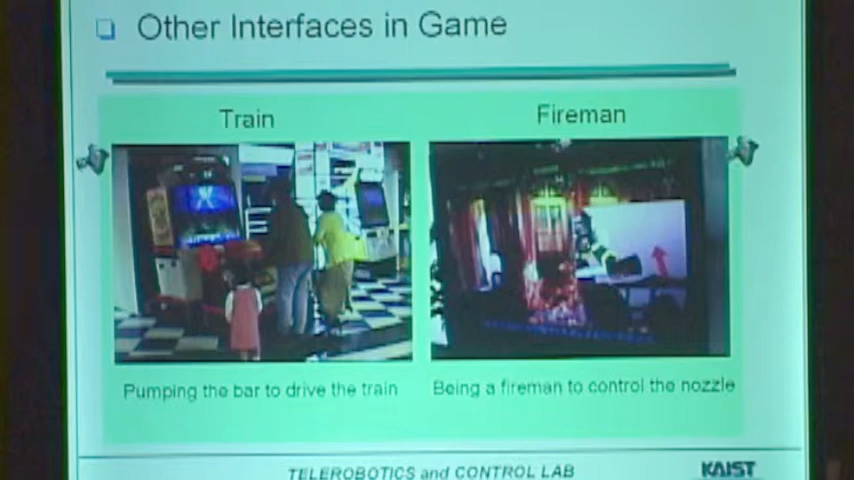 Other Interfaces in Game
Train
Fireman
Pumping the bar to drive the train
Being a fireman to control the nozzle
TELEROBOTICS and CONTROL LAB
KAIST